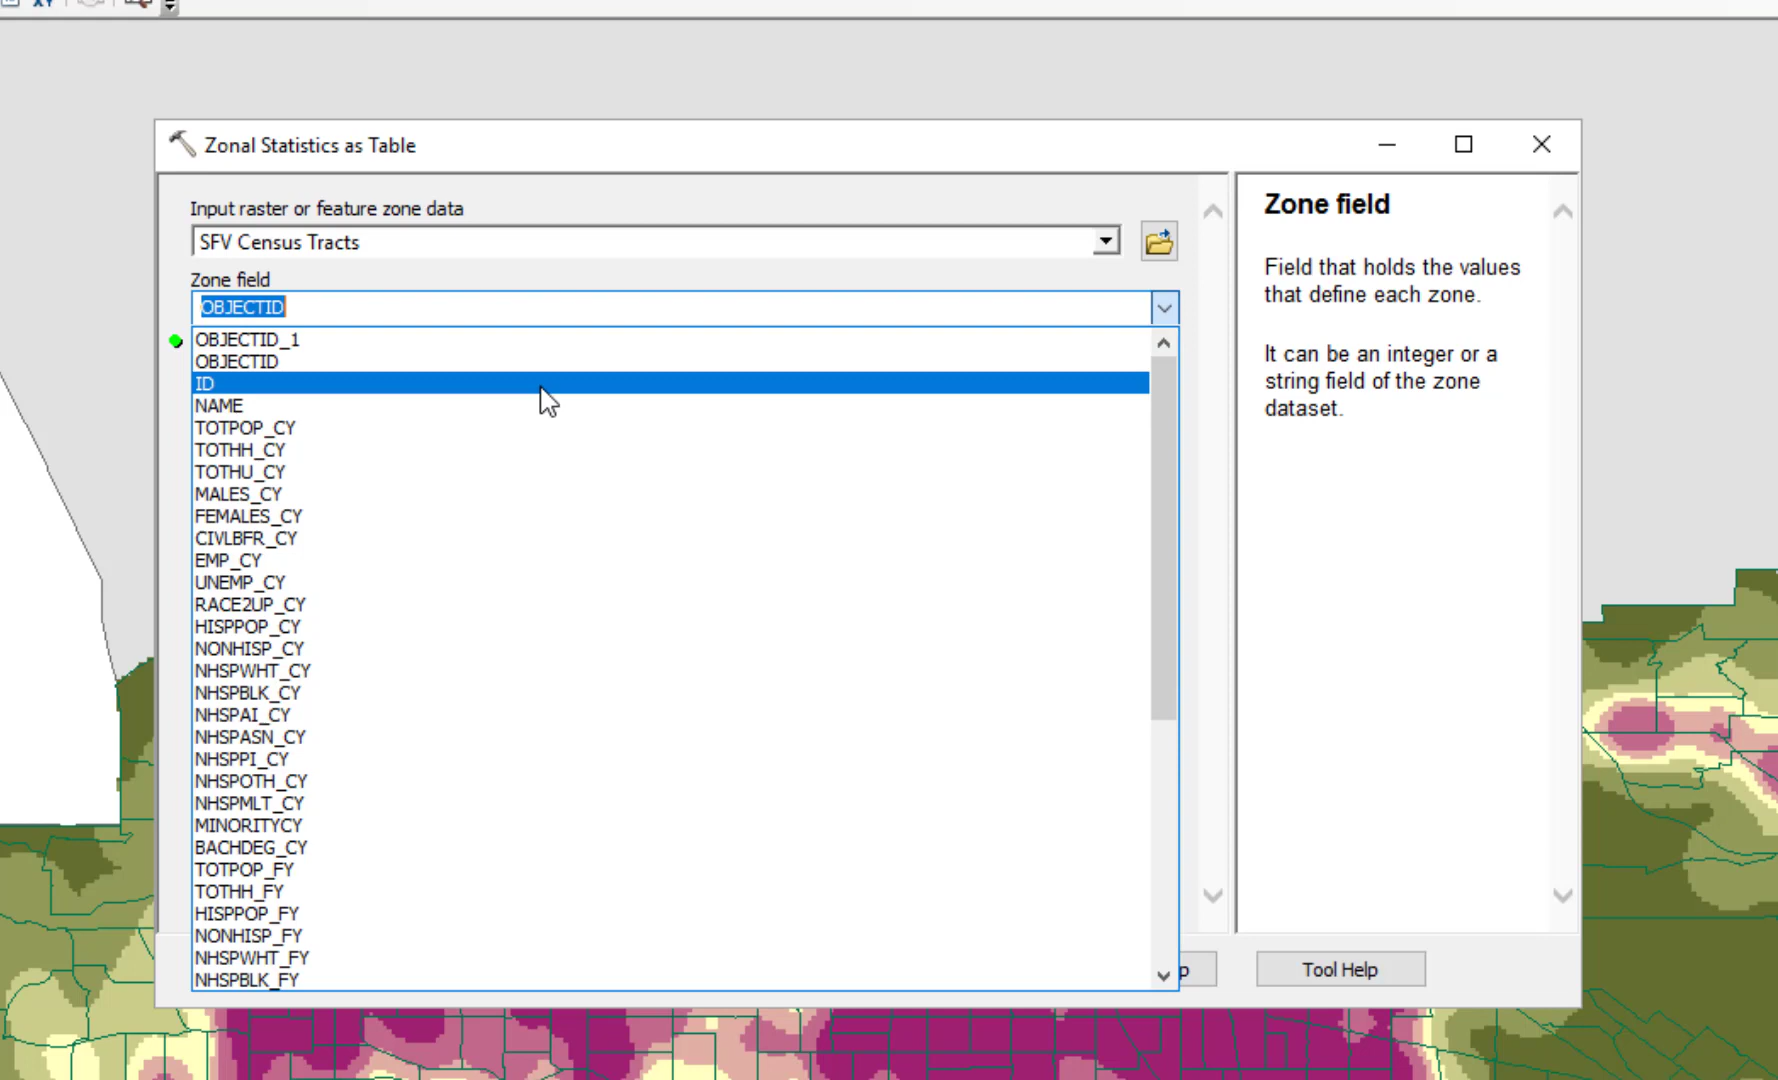 Zonal Statistics as Table
Input raster or feature zone data
SFV Census Tracts
Zone field
OBJECTID
OBJECTID_1
OBJECTID
ID
NAME
TOTPOP_CY
TOTHH_CY
TOTHU_CY
MALES_CY
FEMALES_CY
CIVLBFR_CY
EMP_CY
UNEMP_CY
RACE2UP_CY
HISPPOP_CY
NONHISP_CY
NHSPWHT_CY
NHSPBLK_CY
NHSPAI_CY
NHSPASN_CY
NHSPPI_CY
NHSPOTH_CY
NHSPMLT_CY
MINORITYCY
BACHDEG_CY
TOTPOP_FY
TOTHH_FY
HISPPOP_FY
NONHISP_FY
NHSPWHT_FY
NHSPBLK_FY
Zone field
Field that holds the values
that define each zone.
It can be an integer or a
string field of the zone
dataset.
Tool Help